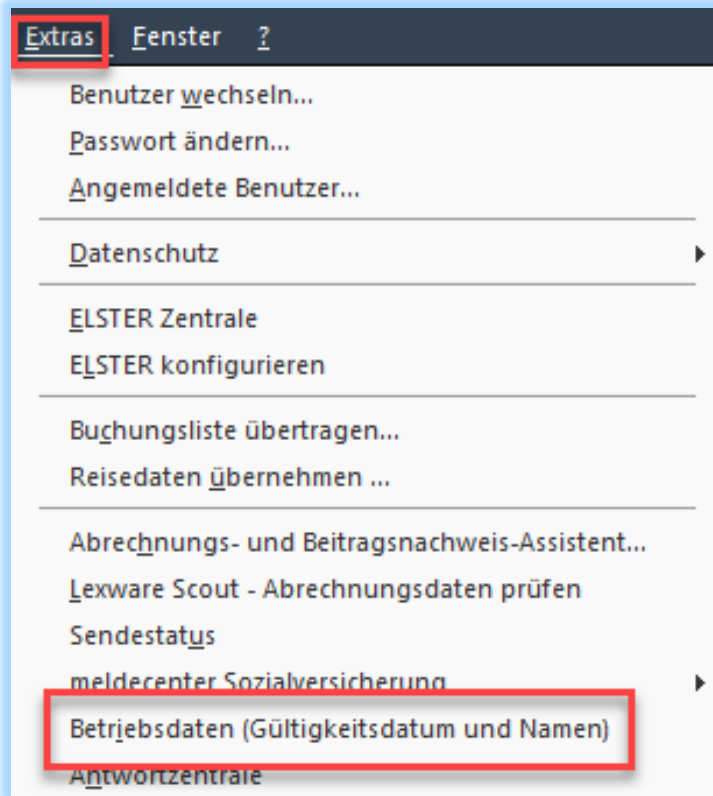 Extras Fenster ?
Benutzer wechseln...
Passwort ändern...
Angemeldete Benutzer...
Datenschutz
ELSTER Zentrale
ELSTER konfigurieren
Buchungsliste übertragen...
Reisedaten übernehmen ...
Abrechnungs- und Beitragsnachweis-Assistent...
Lexware Scout - Abrechnungsdaten prüfen
Sendestatus
meldecenter Sozialversicherung
Betriebsdaten (Gültigkeitsdatum und Namen)
Antwortzentrale